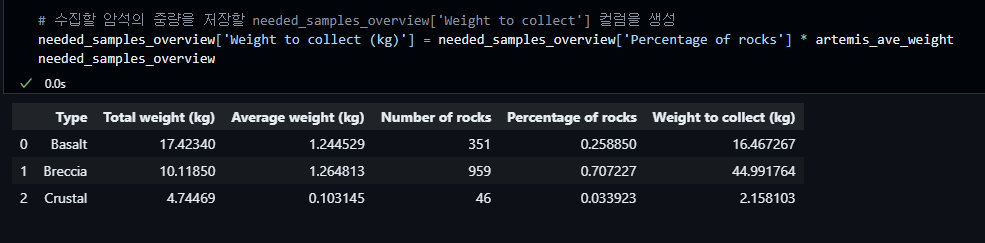 # 수집할 암석의 중량을 저장할 needed_samples_overview['Weight to collect'] 컬럼을 생성
needed_samples_overview['Weight to collect (kg)'] = needed_samples_overview['Percentage of rocks'] * artemis_ave_weight
needed_samples_overview
0.0s
Type Total weight (kg) Average weight (kg) Number of rocks Percentage of rocks Weight to collect (kg)
0 Basalt 17.42340 1.244529 351 0.258850 16.467267
1 Breccia 10.11850 1.264813 959 0.707227 44.991764
2 Crustal 4.74469 0.103145 46 0.033923 2.158103